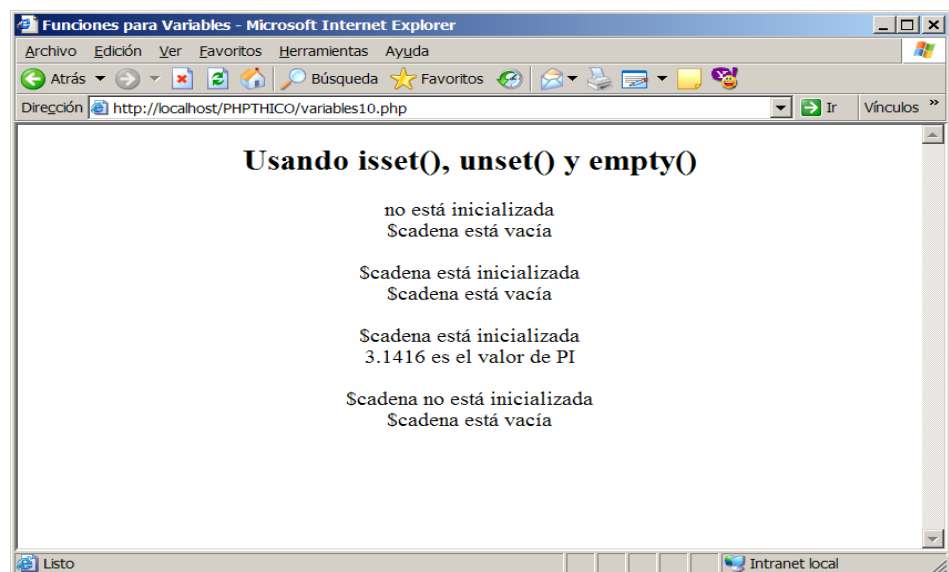 Funciones para Variables - Microsoft Internet Explorer
Archivo Edición Ver Favoritos Herramientas Ayuda
Atrás Búsqueda Favoritos
Dirección http://localhost/PHPTHICO/variables10.php Ir Vínculos »
Usando isset(), unset() y empty()
no está inicializada
$cadena está vacía
$cadena está inicializada
$cadena está vacía
$cadena está inicializada
3.1416 es el valor de PI
$cadena no está inicializada
$cadena está vacía
Listo Intranet local